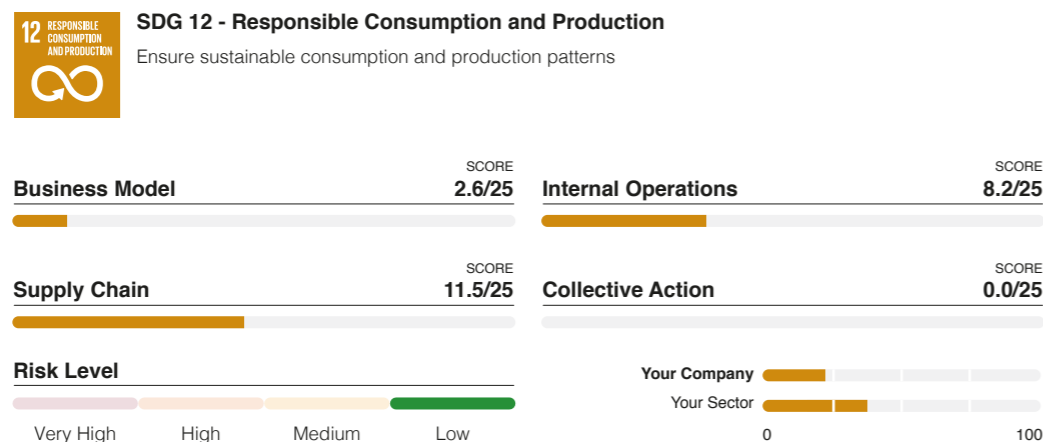 12 RESPONSIBLE
CONSUMPTION
AND PRODUCTION
SDG 12 - Responsible Consumption and Production
Ensure sustainable consumption and production patterns
SCORE
Business Model 2.6/25
SCORE
Internal Operations 8.2/25
SCORE
Supply Chain 11.5/25
SCORE
Collective Action 0.0/25
Risk Level
Very High High Medium Low
Your Company
Your Sector
0 100